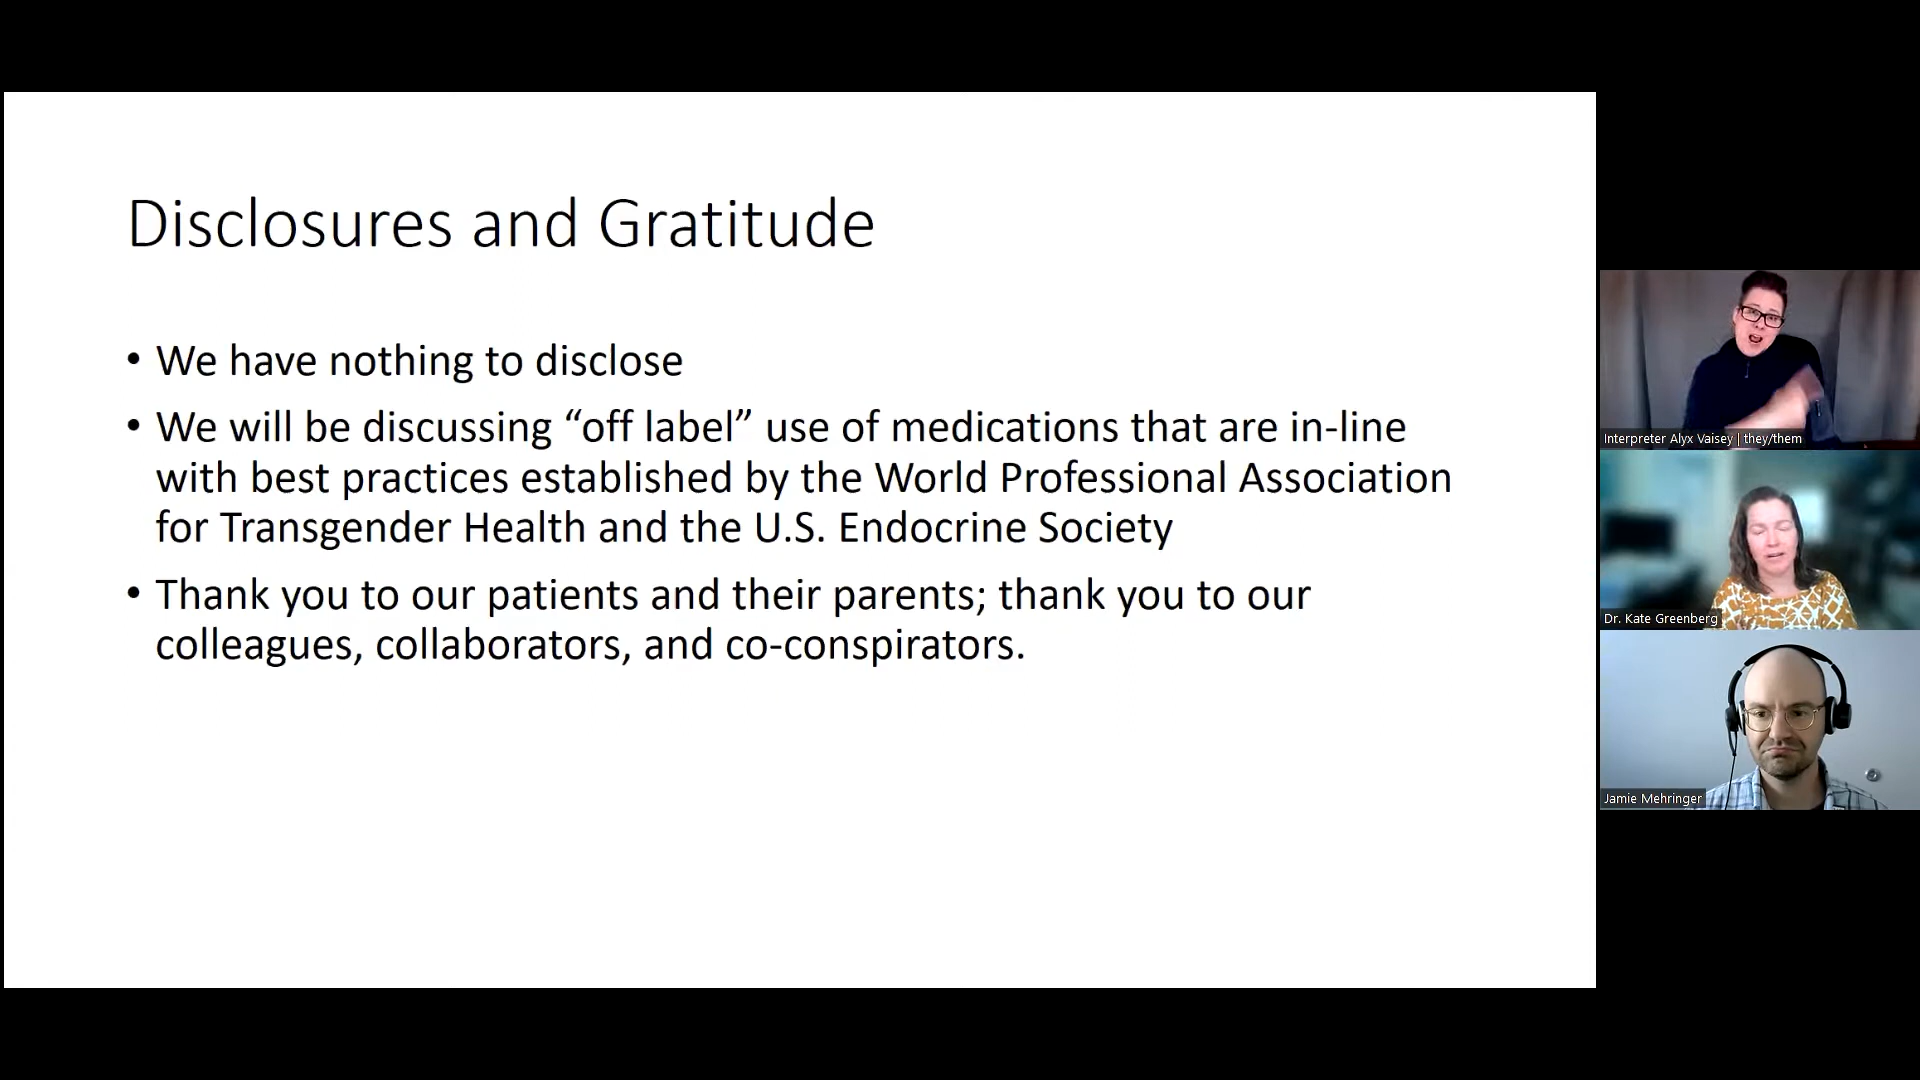 Disclosures and Gratitude
• We have nothing to disclose
• We will be discussing “off label” use of medications that are in-line
with best practices established by the World Professional Association
for Transgender Health and the U.S. Endocrine Society
• Thank you to our patients and their parents; thank you to our
colleagues, collaborators, and co-conspirators.
Interpreter Alyx Vaisey | they/them
Dr. Kate Greenberg
Jamie Mehringer